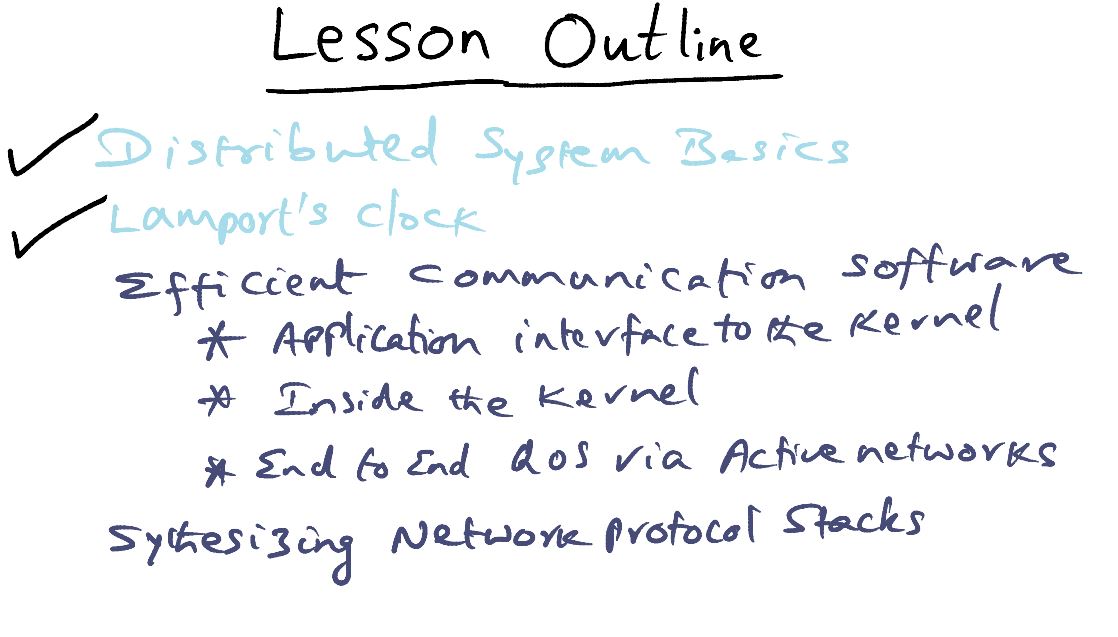 Lesson Outline
Distributed System Basics
Lamport's Clock
Efficient Communication Software
* Application interface to the Kernel
* Inside the Kernel
* End to End QoS via Active networks
Sythesizing Network Protocol Stacks